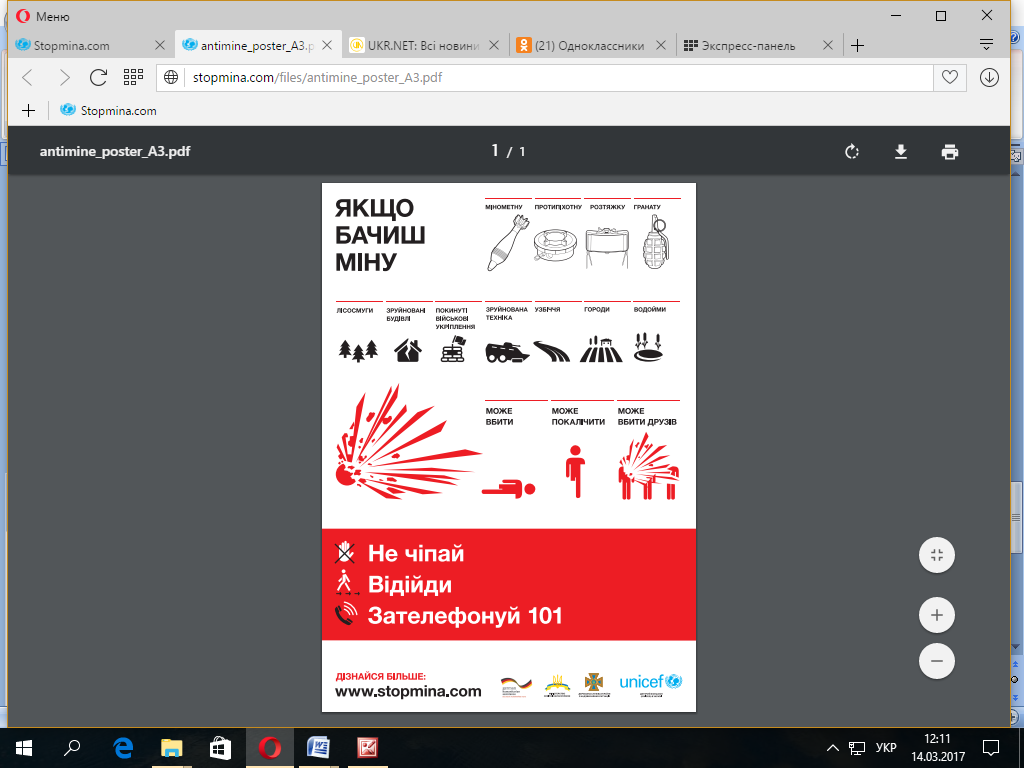 Меню
Stopmina.com
antimine_poster_A3.p
UKR.NET: Всі новини
(21) Одноклассники
Экспресс-панель
stopmina.com/files/antimine_poster_A3.pdf
Stopmina.com
antimine_poster_A3.pdf
1 / 1
ЯКЩО
БАЧИШ
МІНУ
МІНОМЕТНУ
ПРОТИПІХОТНУ
РОЗТЯЖКУ
ГРАНАТУ
ЛІСОСМУГИ
ЗРУЙНОВАНІ
БУДІВЛІ
ПОКИНУТІ
ВІЙСЬКОВІ
УКРІПЛЕННЯ
ЗРУЙНОВАНА
ТЕХНІКА
УЗБІЧЧЯ
ГОРОДИ
ВОДОЙМИ
МОЖЕ
ВБИТИ
МОЖЕ
ПОКАЛІЧИТИ
МОЖЕ
ВБИТИ ДРУЗІВ
Не чіпай
Відійди
Зателефонуй 101
ДІЗНАЙСЯ БІЛЬШЕ:
www.stopmina.com
unicef
УКР
12:11
14.03.2017